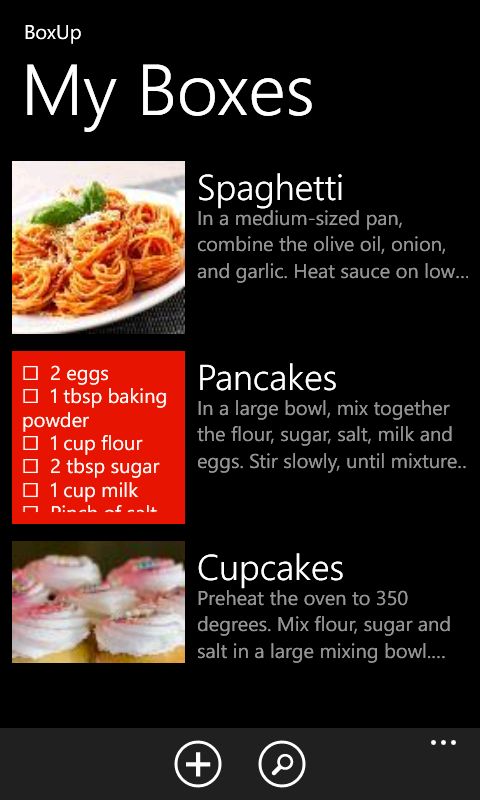 BoxUp
My Boxes
Spaghetti
In a medium-sized pan,
combine the olive oil, onion,
and garlic. Heat sauce on low...
☐ 2 eggs
☐ 1 tbsp baking
powder
☐ 1 cup flour
☐ 2 tbsp sugar
☐ 1 cup milk
☐ Pinch of salt
Pancakes
In a large bowl, mix together
the flour, sugar, salt, milk and
eggs. Stir slowly, until mixture..
Cupcakes
Preheat the oven to 350
degrees. Mix flour, sugar and
salt in a large mixing bowl....